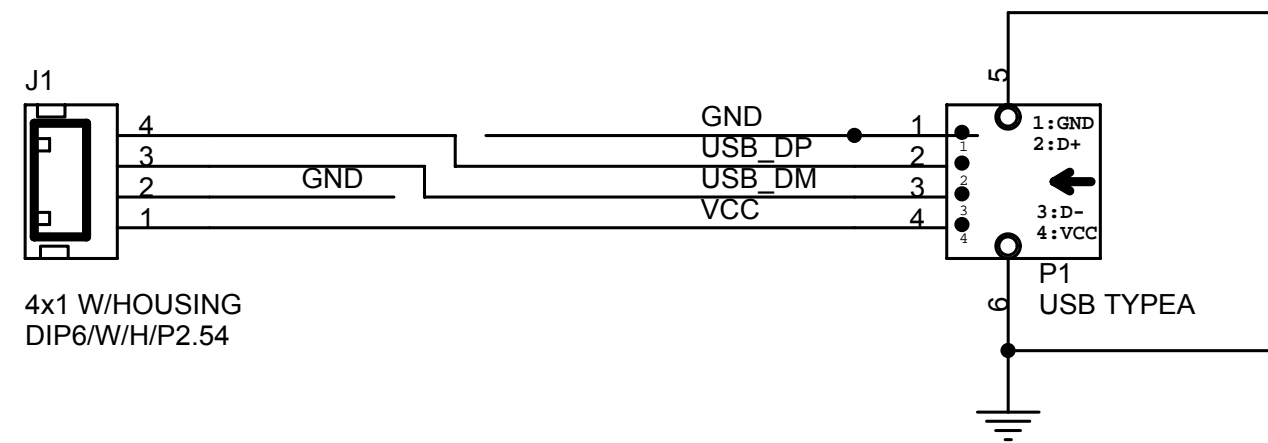 J1
4
3
2
1
GND
GND
USB_DP
USB_DM
VCC
1
2
3
4
5
1
2
3
4
1:GND
2:D+
3:D-
4:VCC
6
P1
USB TYPEA
4x1 W/HOUSING
DIP6/W/H/P2.54